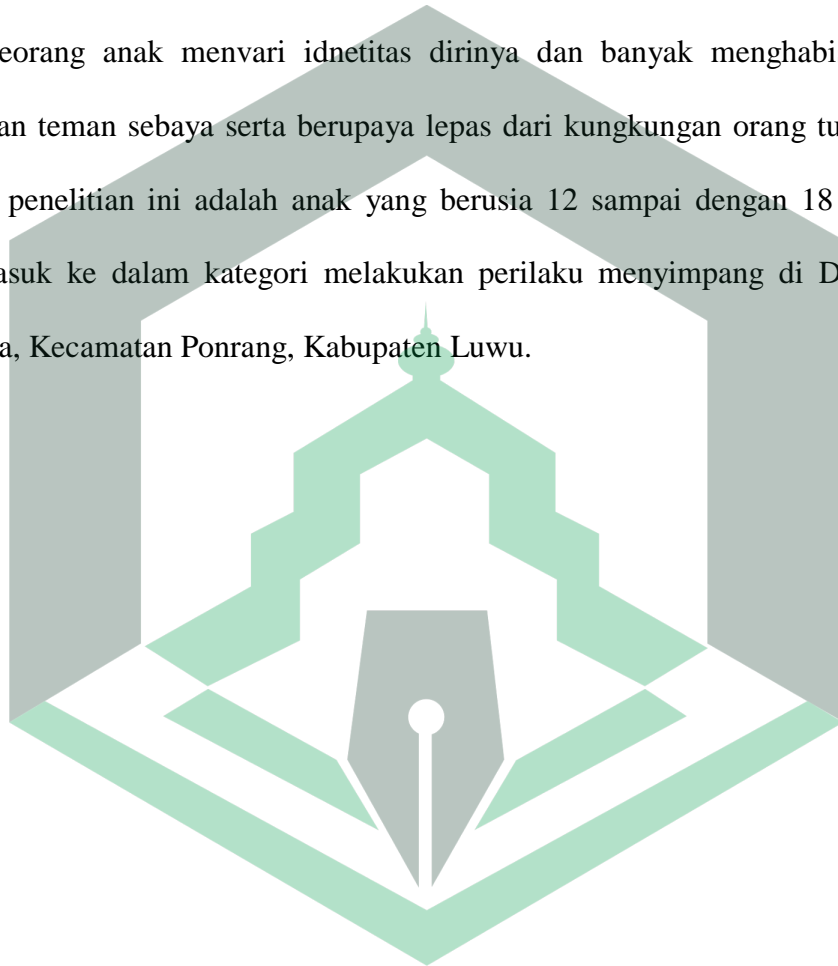 eorang anak menvari idnetitas dirinya dan banyak menghabi
an teman sebaya serta berupaya lepas dari kungkungan orang tu
penelitian ini adalah anak yang berusia 12 sampai dengan 18
asuk ke dalam kategori melakukan perilaku menyimpang di D
a, Kecamatan Ponrang, Kabupaten Luwu.